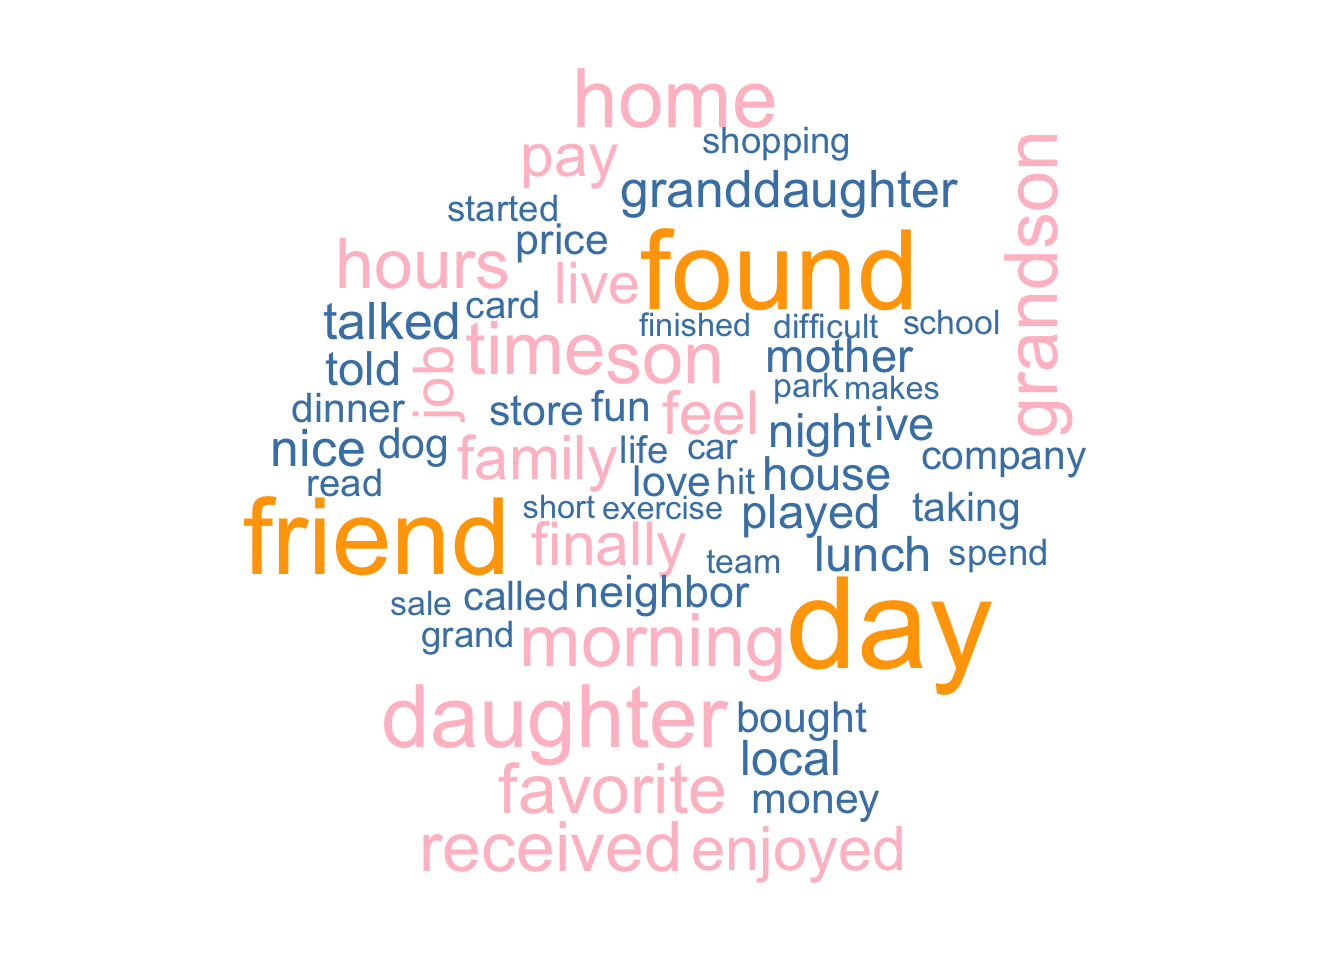 home
shopping
pay
granddaughter
grandson
started
price
found
hours
live
card
talked
finished
difficult
school
time
son
mother
told
job
park
makes
dinner
store
fun
feel
night
ive
nice
dog
family
life
car
company
read
love
hit
house
friend
short
exercise
played
taking
finally
team
lunch
spend
sale
called
neighbor
day
grand
morning
daughter
bought
local
favorite
money
received
enjoyed